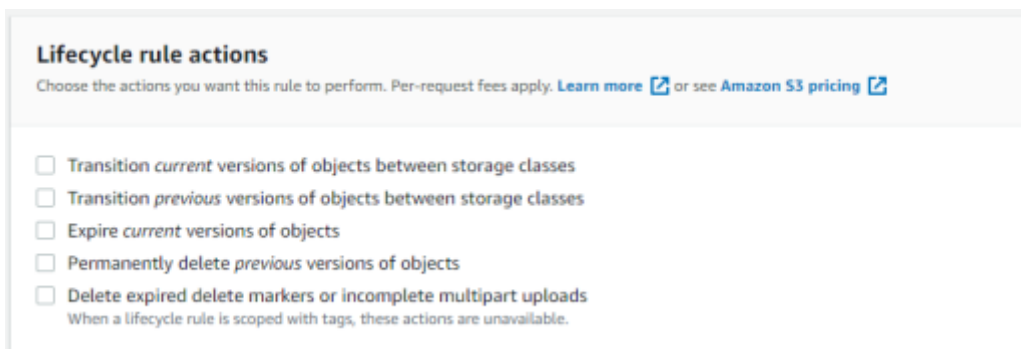 Lifecycle rule actions
Choose the actions you want this rule to perform. Per-request fees apply. Learn more or see Amazon S3 pricing
Transition current versions of objects between storage classes
Transition previous versions of objects between storage classes
Expire current versions of objects
Permanently delete previous versions of objects
Delete expired delete markers or incomplete multipart uploads
When a lifecycle rule is scoped with tags, these actions are unavailable.